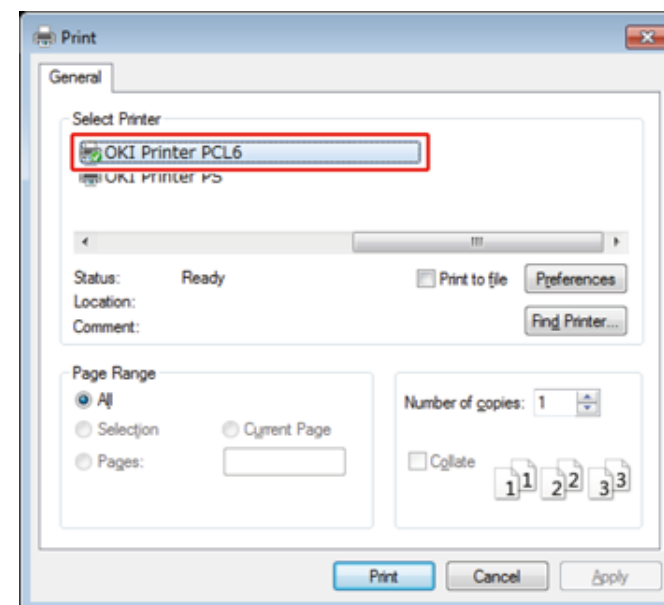 Print
General
Select Printer
OKI Printer PCL6
OKI Printer PS
Status: Ready
Print to file
Preferences
Location:
Comment:
Find Printer...
Page Range
All
Selection
Current Page
Pages:
Number of copies: 1
Collate
1 1 2 2 3 3
Print
Cancel
Apply